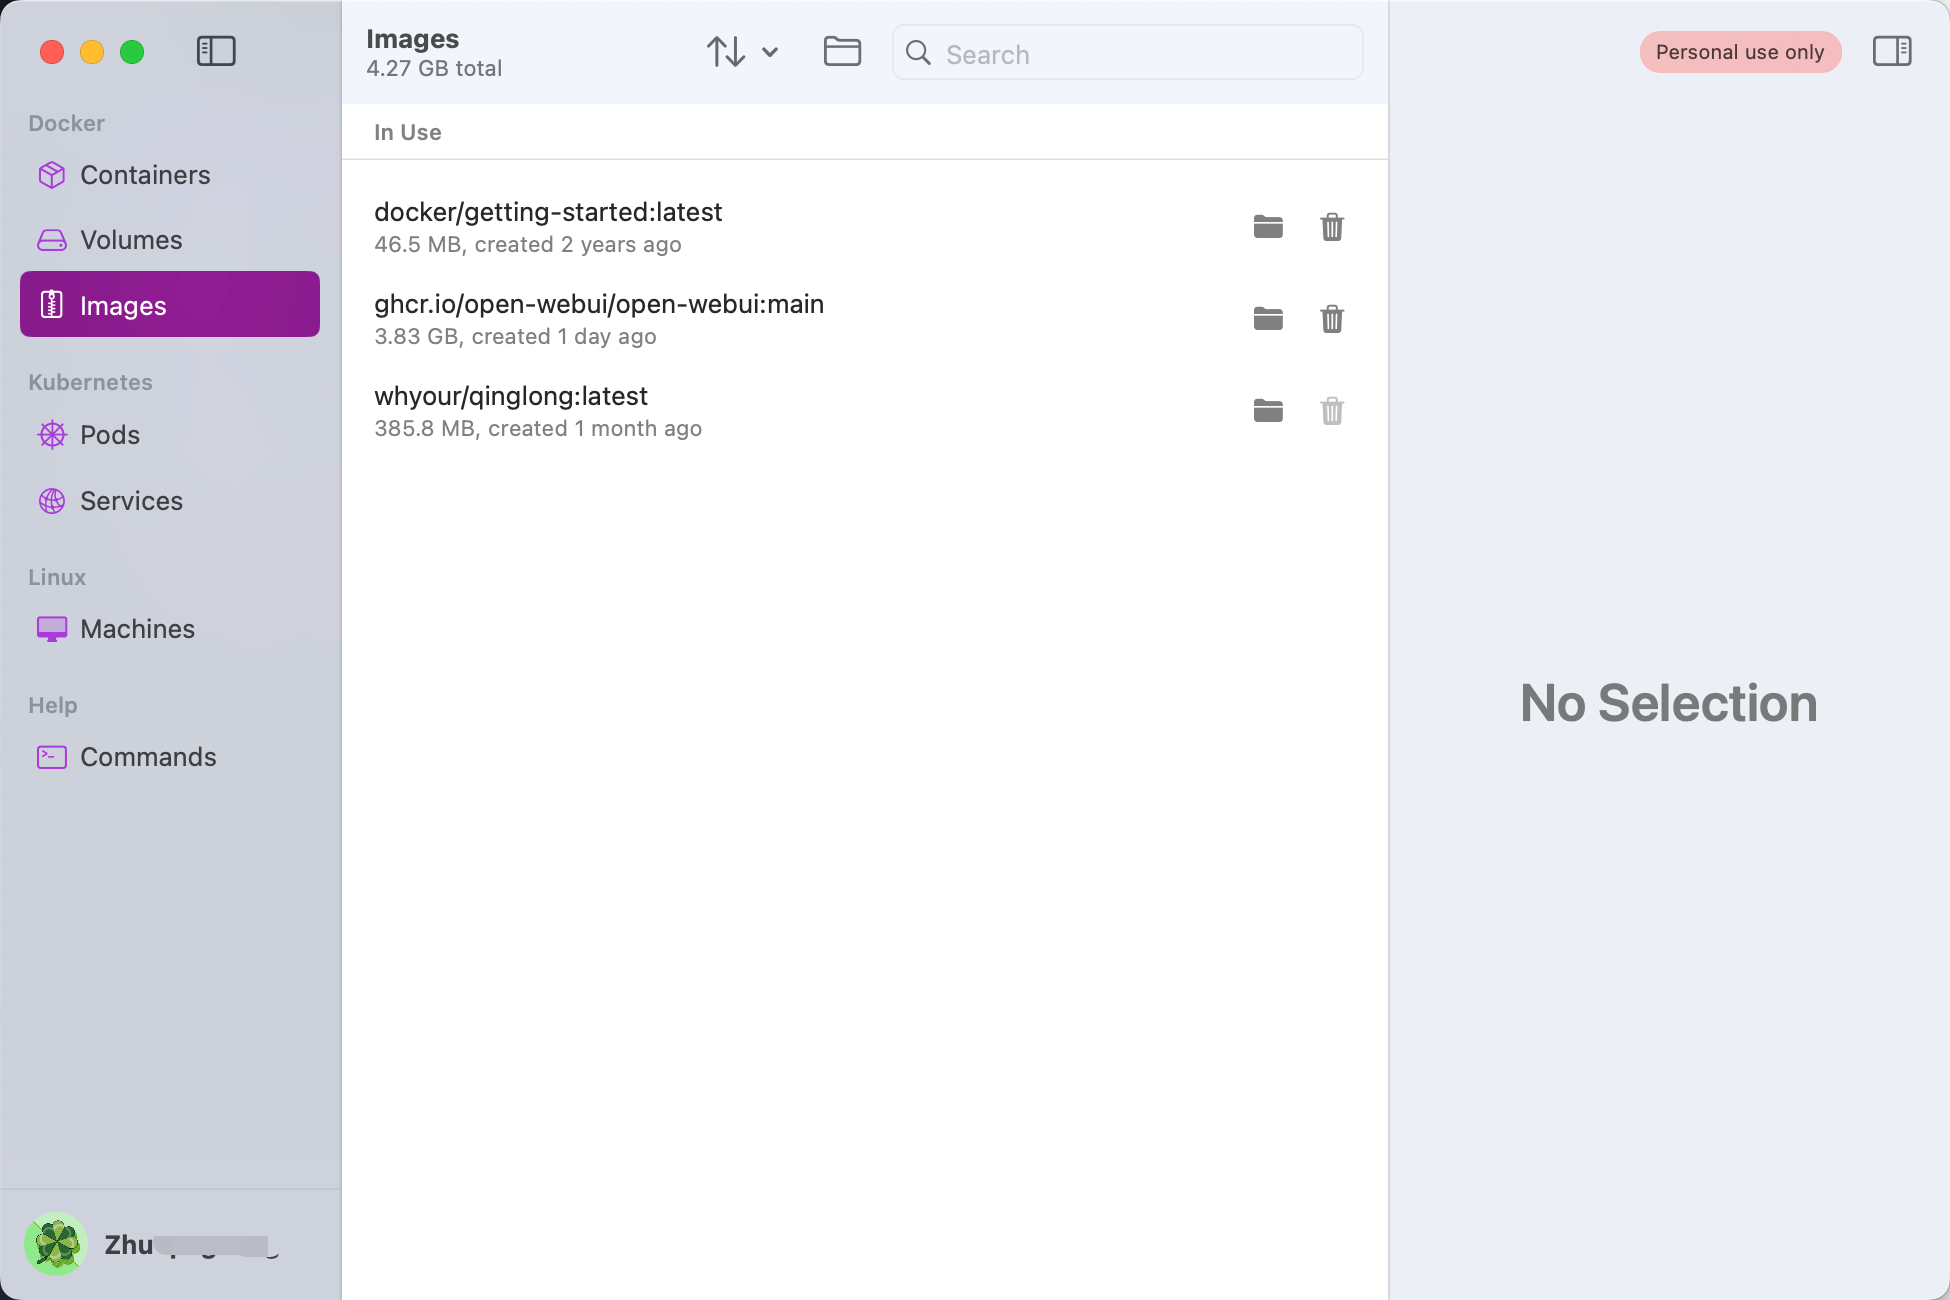 Docker
Containers
Volumes
Images
Kubernetes
Pods
Services
Linux
Machines
Help
Commands
Images
4.27 GB total
Search
In Use
docker/getting-started:latest
46.5 MB, created 2 years ago
ghcr.io/open-webui/open-webui:main
3.83 GB, created 1 day ago
whyour/qinglong:latest
385.8 MB, created 1 month ago
Personal use only
No Selection